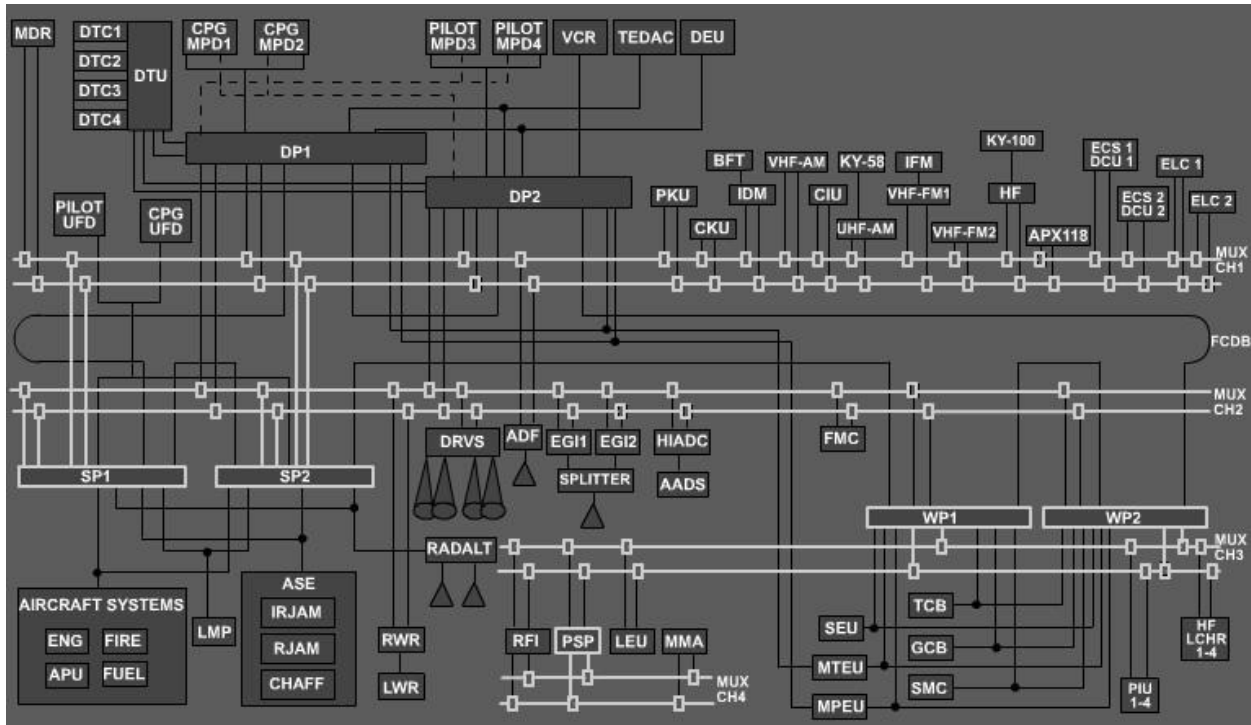 MDR
DTC1
DTC2
DTC3
DTC4
DTU
CPG
MPD1
CPG
MPD2
PILOT
MPD3
PILOT
MPD4
VCR
TEDAC
DEU
DP1
DP2
PILOT
UFD
CPG
UFD
PKU
CKU
BFT
IDM
VHF-AM
CIU
KY-58
UHF-AM
IFM
VHF-FM1
VHF-FM2
KY-100
HF
APX118
ECS 1
DCU 1
ECS 2
DCU 2
ELC 1
ELC 2
MUX
CH1
FCDB
MUX
CH2
SP1
SP2
DRVS
ADF
EGI1
EGI2
SPLITTER
HIADC
AADS
FMC
WP1
WP2
RADALT
MUX
CH3
AIRCRAFT SYSTEMS
ENG
FIRE
APU
FUEL
LMP
ASE
IRJAM
RJAM
CHAFF
RWR
LWR
RFI
PSP
LEU
MMA
MUX
CH4
SEU
MTEU
MPEU
TCB
GCB
SMC
PIU
1-4
HF
LCHR
1-4